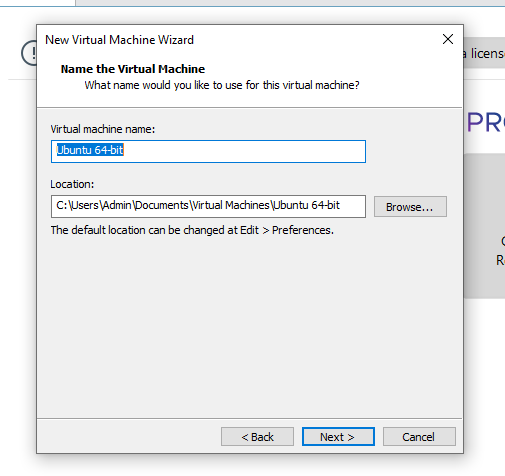 New Virtual Machine Wizard
Name the Virtual Machine
What name would you like to use for this virtual machine?
Virtual machine name:
Ubuntu 64-bit
Location:
C:\Users\Admin\Documents\Virtual Machines\Ubuntu 64-bit
Browse...
The default location can be changed at Edit > Preferences.
< Back
Next >
Cancel
a licens
PR